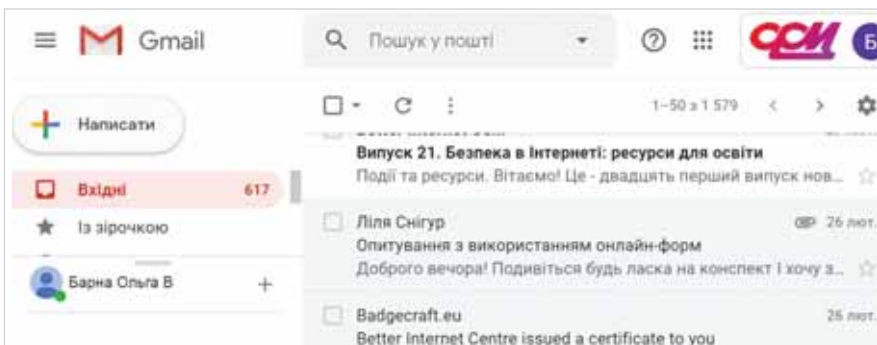 Gmail
Пошук у пошті
ССМ
Б
Написати
1–50 з 1 579
Випуск 21. Безпека в Інтернеті: ресурси для освіти
Події та ресурси. Вітаємо! Це - двадцять перший випуск нов...
Вхідні 617
Із зірочкою
Ліля Снігур 26 лют.
Опитування з використанням онлайн-форм
Доброго вечора! Подивіться будь ласка на конспект І хочу з...
Барна Ольга В
Badgecraft.eu 26 лют.
Better Internet Centre issued a certificate to you